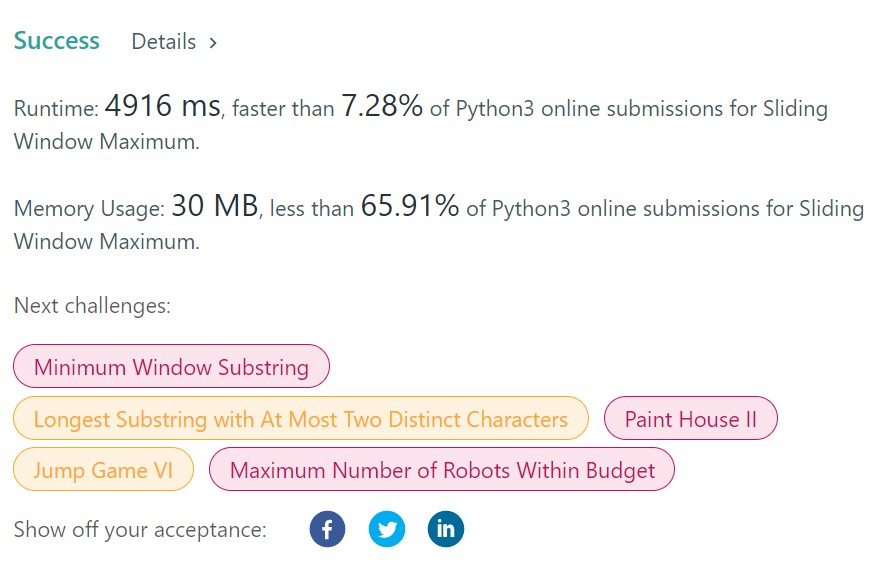 Success Details >
Runtime: 4916 ms, faster than 7.28% of Python3 online submissions for Sliding
Window Maximum.
Memory Usage: 30 MB, less than 65.91% of Python3 online submissions for Sliding
Window Maximum.
Next challenges:
Minimum Window Substring
Longest Substring with At Most Two Distinct Characters Paint House II
Jump Game VI Maximum Number of Robots Within Budget
Show off your acceptance: f in